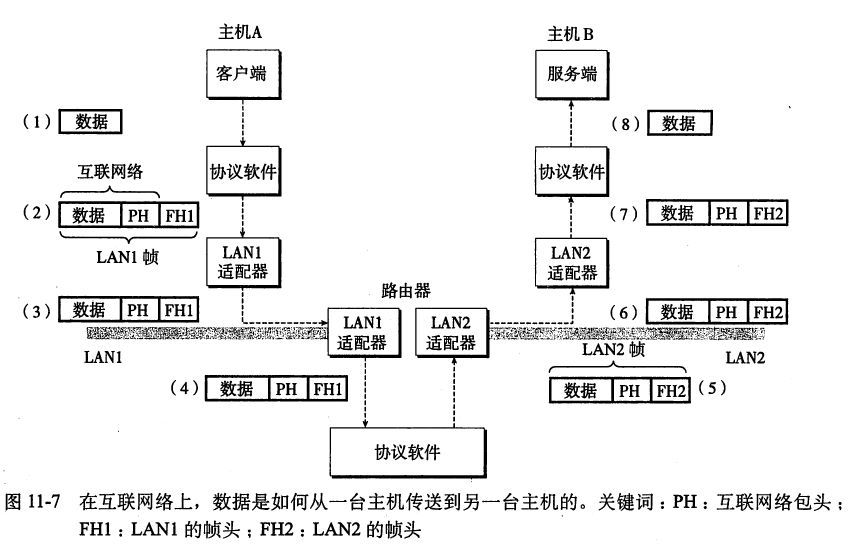 主机A
主机 B
客户端
服务端
(1) 数据
(8) 数据
互联网络
协议软件
协议软件
(2) 数据 PH FH1
(7) 数据 PH FH2
LAN1 帧
LAN1
适配器
LAN2
适配器
路由器
(3) 数据 PH FH1
(6) 数据 PH FH2
LAN1
适配器
LAN2
适配器
LAN1
LAN2 帧
LAN2
(4) 数据 PH FH1
数据 PH FH2 (5)
协议软件
图 11-7 在互联网络上，数据是如何从一台主机传送到另一台主机的。关键词：PH：互联网络包头；
FH1：LAN1 的帧头；FH2：LAN2 的帧头